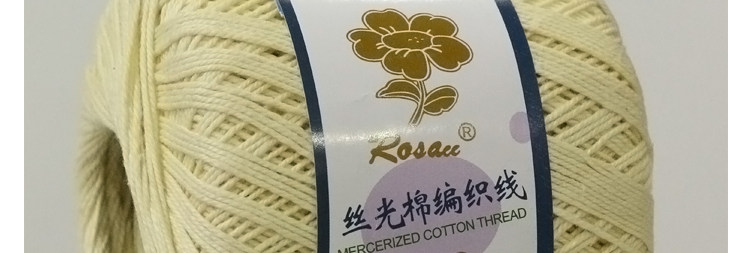 Rosau®
丝光棉编织线
MERCERIZED COTTON THREAD